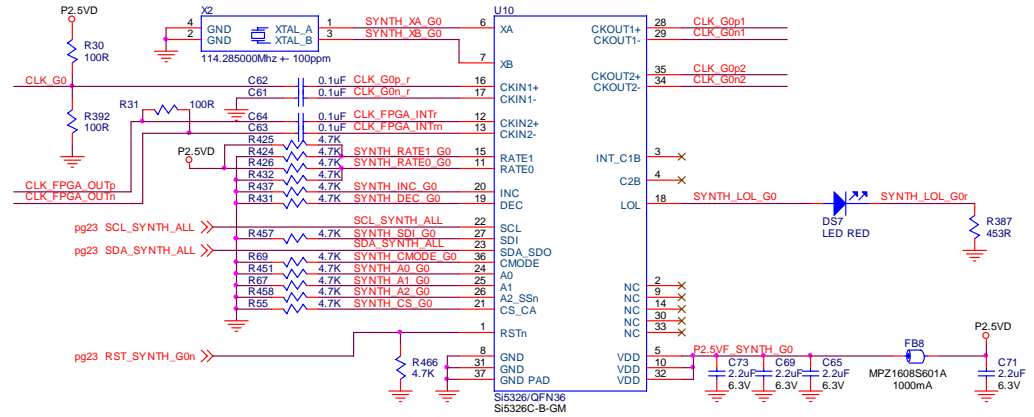 P2.5VD
R30
100R
CLK_G0
R392
100R
X2
4
GND
XTAL_A
1
SYNTH_XA_G0
2
GND
XTAL_B
3
SYNTH_XB_G0
114.285000Mhz +- 100ppm
C62
0.1uF
CLK_G0p_r
C61
0.1uF
CLK_G0n_r
R31
100R
C64
0.1uF
CLK_FPGA_INTr
C63
0.1uF
CLK_FPGA_INTm
P2.5VD
R425
4.7K
R424
4.7K
SYNTH_RATE1_G0
R426
4.7K
SYNTH_RATE0_G0
R432
4.7K
CLK_FPGA_OUTp
CLK_FPGA_OUTn
R437
4.7K
SYNTH_INC_G0
R431
4.7K
SYNTH_DEC_G0
pg23 SCL_SYNTH_ALL
SCL_SYNTH_ALL
R457
4.7K
SYNTH_SDI_G0
pg23 SDA_SYNTH_ALL
SDA_SYNTH_ALL
R69
4.7K
SYNTH_CMODE_G0
R451
4.7K
SYNTH_A0_G0
R67
4.7K
SYNTH_A1_G0
R458
4.7K
SYNTH_A2_G0
R55
4.7K
SYNTH_CS_G0
pg23 RST_SYNTH_G0n
R466
4.7K
U10
6
XA
7
XB
16
CKIN1+
17
CKIN1-
12
CKIN2+
13
CKIN2-
15
RATE1
11
RATE0
20
INC
19
DEC
22
SCL
27
SDI
23
SDA_SDO
36
CMODE
24
A0
25
A1
26
A2_SSn
21
CS_CA
1
RSTn
8
GND
31
GND
37
GND PAD
Si5326/QFN36
Si5326C-B-GM
CKOUT1+
28
CLK_G0p1
CKOUT1-
29
CLK_G0n1
CKOUT2+
35
CLK_G0p2
CKOUT2-
34
CLK_G0n2
INT_C1B
3
C2B
4
LOL
18
SYNTH_LOL_G0
DS7
LED RED
SYNTH_LOL_G0r
R387
453R
NC
2
NC
9
NC
14
NC
30
NC
33
VDD
5
VDD
10
VDD
32
P2.5VF_SYNTH_G0
C73
2.2uF
6.3V
C69
2.2uF
6.3V
C65
2.2uF
6.3V
FB8
MPZ1608S601A
1000mA
P2.5VD
C71
2.2uF
6.3V